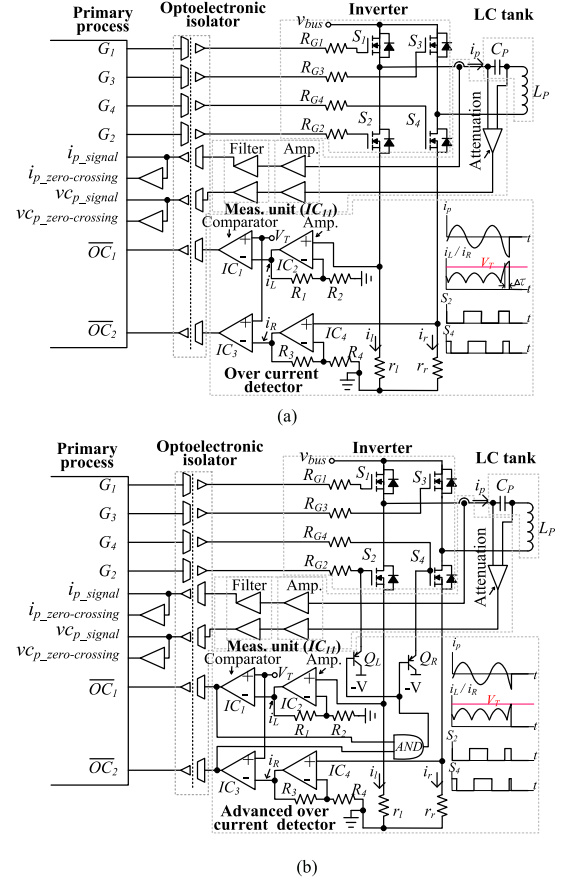 Primary process
Optoelectronic isolator
Inverter
LC tank
v_bus
G_1
R_G1
S_1
S_3
i_p
C_P
G_3
R_G3
L_P
G_4
R_G4
S_2
S_4
G_2
R_G2
Attenuation
i_p_signal
Filter
Amp.
i_p_zero-crossing
vc_p_signal
vc_p_zero-crossing
Meas. unit (IC_11)
Comparator
V_T
Amp.
OC_1
IC_1
IC_2
i_L
R_1
R_2
OC_2
i_R
IC_3
IC_4
R_3
R_4
i_l
i_r
r_l
r_r
Over current detector
i_p
t
i_L / i_R
V_T
t
Δτ
S_2
t
S_4
t
(a)
Primary process
Optoelectronic isolator
Inverter
LC tank
v_bus
G_1
R_G1
S_1
S_3
i_p
C_P
G_3
R_G3
L_P
G_4
R_G4
S_2
S_4
G_2
R_G2
Attenuation
i_p_signal
Filter
Amp.
i_p_zero-crossing
vc_p_signal
vc_p_zero-crossing
Meas. unit (IC_11)
Q_L
Q_R
-V
-V
Comparator
V_T
Amp.
OC_1
IC_1
IC_2
i_L
R_1
R_2
AND
OC_2
i_R
IC_3
IC_4
R_3
R_4
i_l
i_r
r_l
r_r
Advanced over current detector
i_p
t
i_L / i_R
V_T
t
S_2
t
S_4
t
(b)